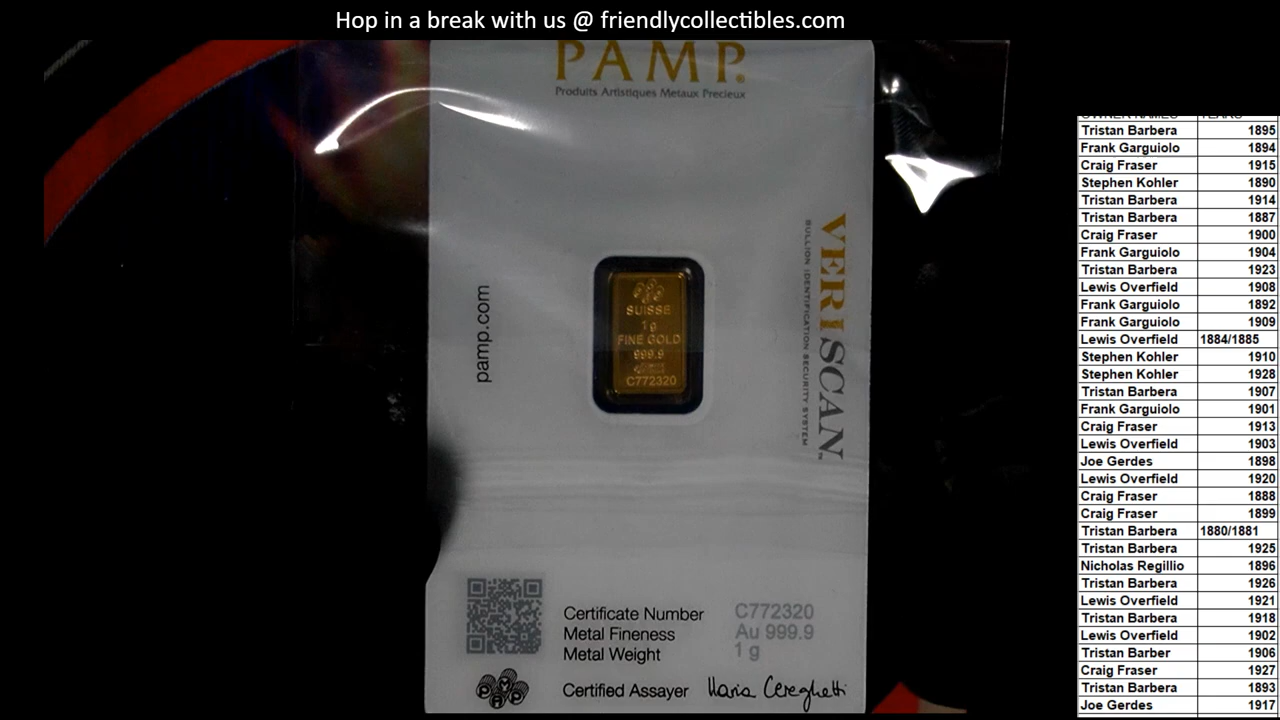 Hop in a break with us @ friendlycollectibles.com
PAMP®
Produits Artistiques Metaux Precieux
VERISCAN™
BULLION IDENTIFICATION SECURITY SYSTEM
pamp.com
SUISSE
1g
FINE GOLD
999.9
C772320
Certificate Number C772320
Metal Fineness Au 999.9
Metal Weight 1 g
PAMP
Certified Assayer
OWNER NAMES YEARS
Tristan Barbera 1895
Frank Garguiolo 1894
Craig Fraser 1915
Stephen Kohler 1890
Tristan Barbera 1914
Tristan Barbera 1887
Craig Fraser 1900
Frank Garguiolo 1904
Tristan Barbera 1923
Lewis Overfield 1908
Frank Garguiolo 1892
Frank Garguiolo 1909
Lewis Overfield 1884/1885
Stephen Kohler 1910
Stephen Kohler 1928
Tristan Barbera 1907
Frank Garguiolo 1901
Craig Fraser 1913
Lewis Overfield 1903
Joe Gerdes 1898
Lewis Overfield 1920
Craig Fraser 1888
Craig Fraser 1899
Tristan Barbera 1880/1881
Tristan Barbera 1925
Nicholas Regillio 1896
Tristan Barbera 1926
Lewis Overfield 1921
Tristan Barbera 1918
Lewis Overfield 1902
Tristan Barber 1906
Craig Fraser 1927
Tristan Barbera 1893
Joe Gerdes 1917